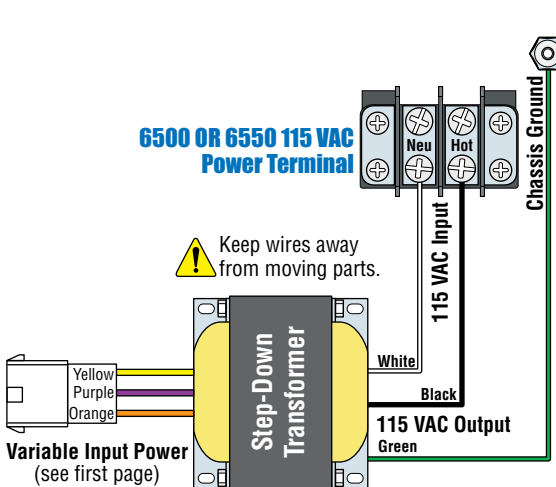 6500 OR 6550 115 VAC
Power Terminal
Neu
Hot
Chassis Ground
115 VAC Input
Keep wires away
from moving parts.
Step-Down
Transformer
White
Black
115 VAC Output
Green
Yellow
Purple
Orange
Variable Input Power
(see first page)